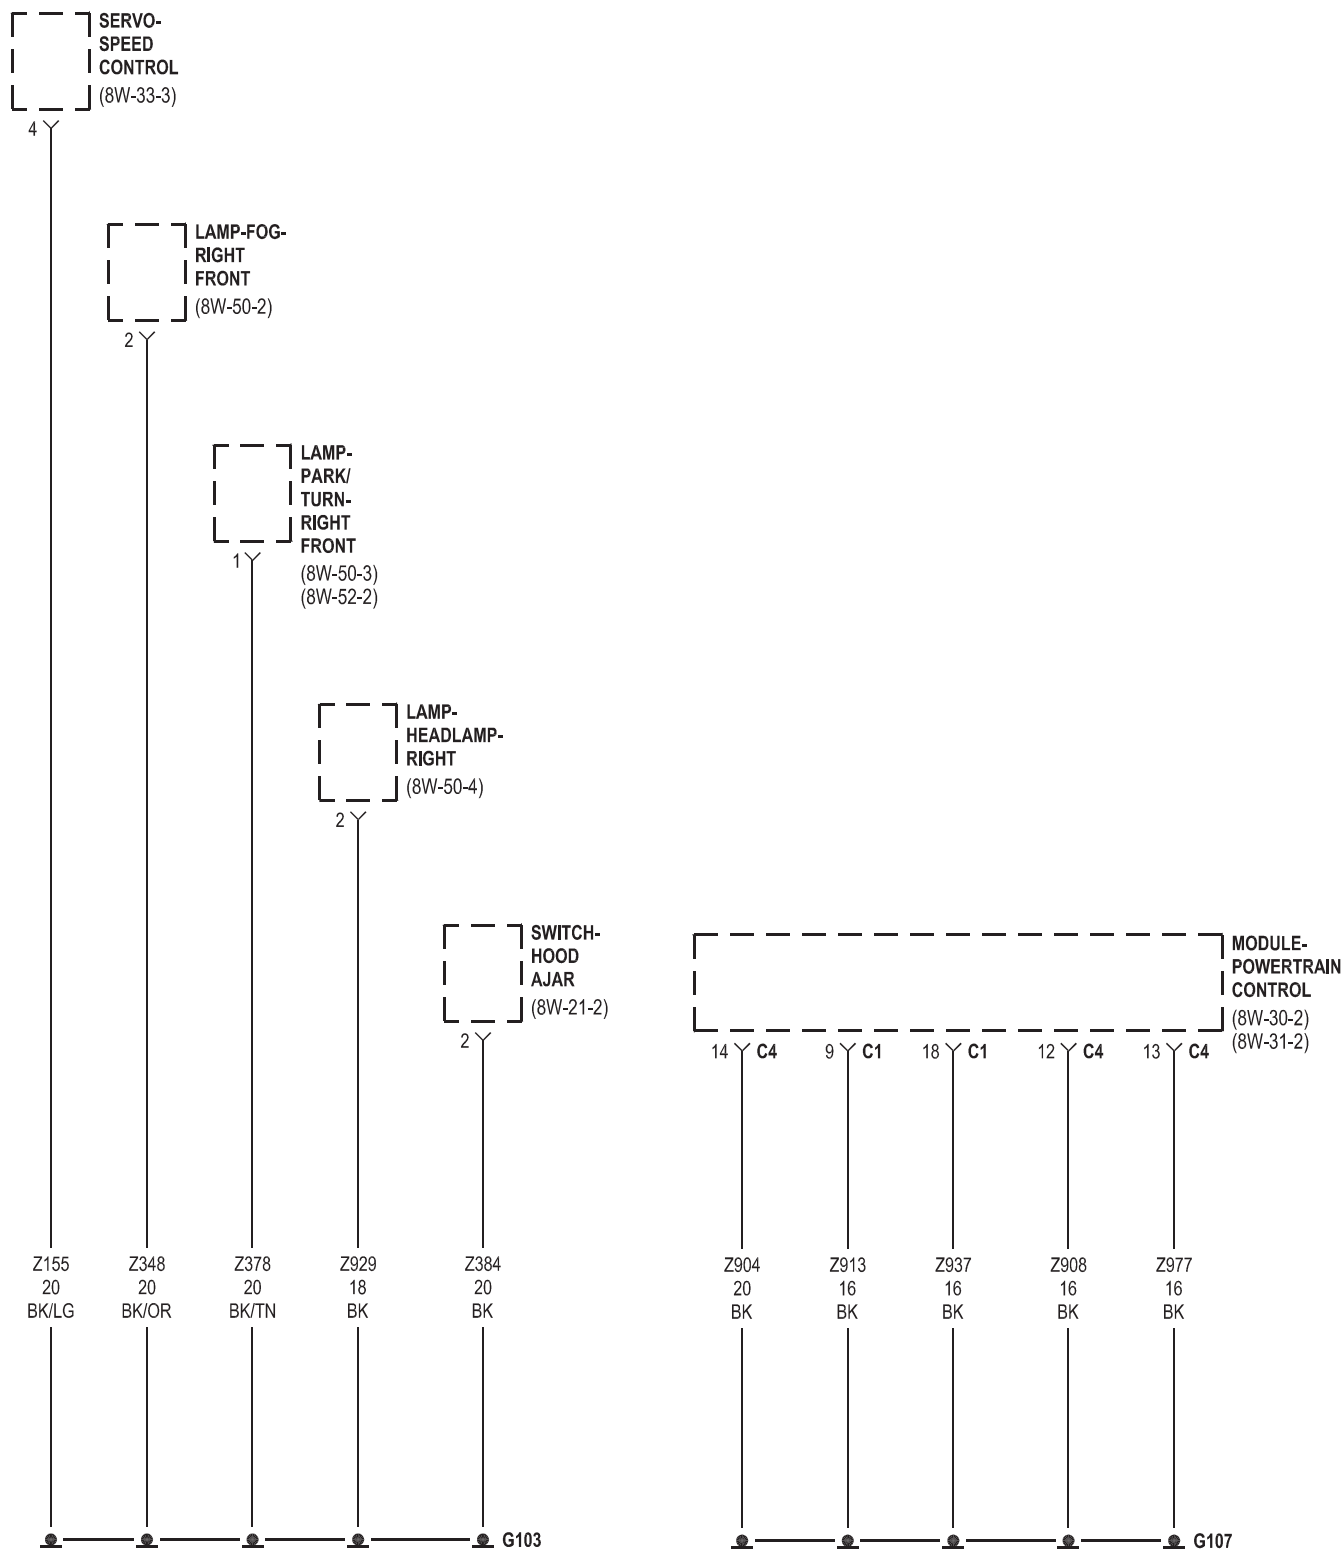 SERVO-
SPEED
CONTROL
(8W-33-3)
4
LAMP-FOG-
RIGHT
FRONT
(8W-50-2)
2
LAMP-
PARK/
TURN-
RIGHT
FRONT
(8W-50-3)
(8W-52-2)
1
LAMP-
HEADLAMP-
RIGHT
(8W-50-4)
2
SWITCH-
HOOD
AJAR
(8W-21-2)
2
MODULE-
POWERTRAIN
CONTROL
(8W-30-2)
(8W-31-2)
14 C4 9 C1 18 C1 12 C4 13 C4
Z155 Z348 Z378 Z929 Z384 Z904 Z913 Z937 Z908 Z977
20 20 20 18 20 20 16 16 16 16
BK/LG BK/OR BK/TN BK BK BK BK BK BK BK
G103 G107